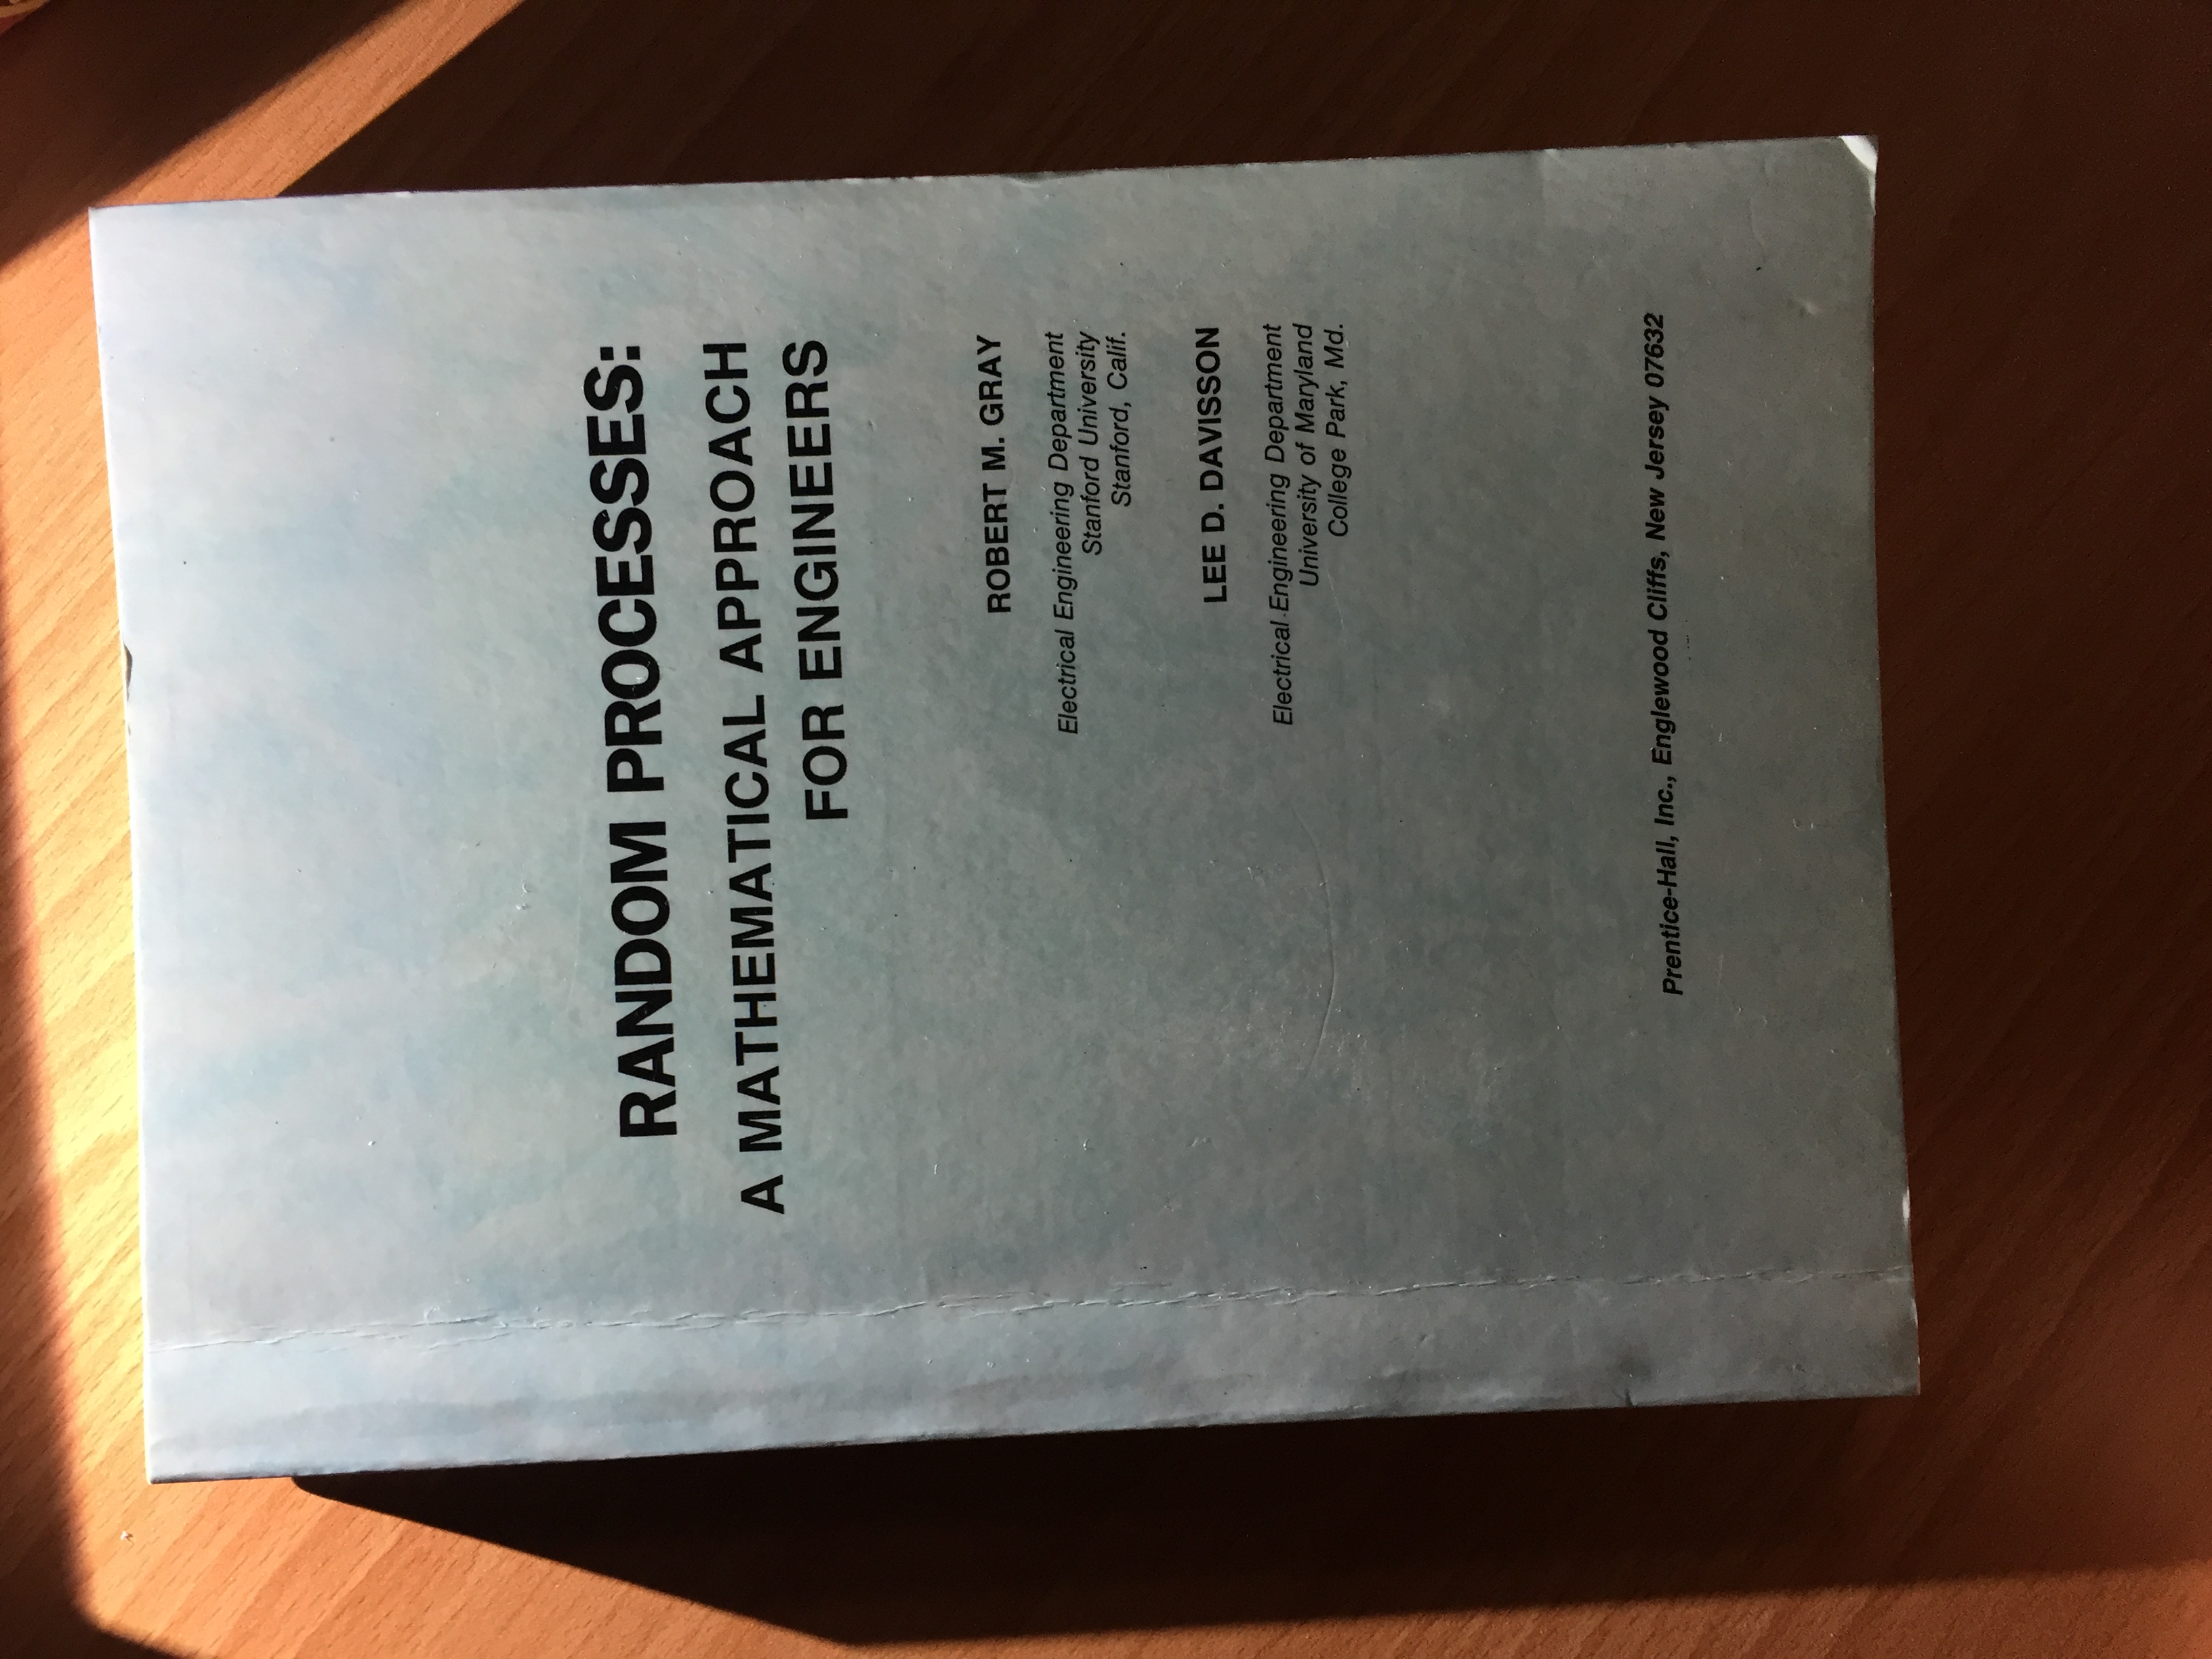 RANDOM PROCESSES:
A MATHEMATICAL APPROACH
FOR ENGINEERS
ROBERT M. GRAY
Electrical Engineering Department
Stanford University
Stanford, Calif.
LEE D. DAVISSON
Electrical Engineering Department
University of Maryland
College Park, Md.
Prentice-Hall, Inc., Englewood Cliffs, New Jersey 07632